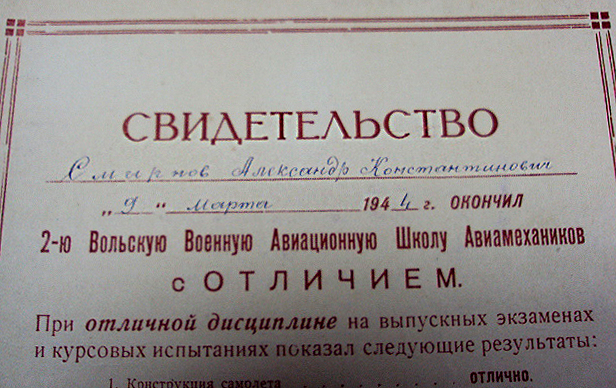 СВИДЕТЕЛЬСТВО
Смирнов Александр Константинович
„ 9 " марта 1944 г. ОКОНЧИЛ
2-ю Вольскую Военную Авиационную Школу Авиамехаников
с ОТЛИЧИЕМ.
При отличной дисциплине на выпускных экзаменах
и курсовых испытаниях показал следующие результаты:
1. Конструкция самолета . . . . . . . . отлично.